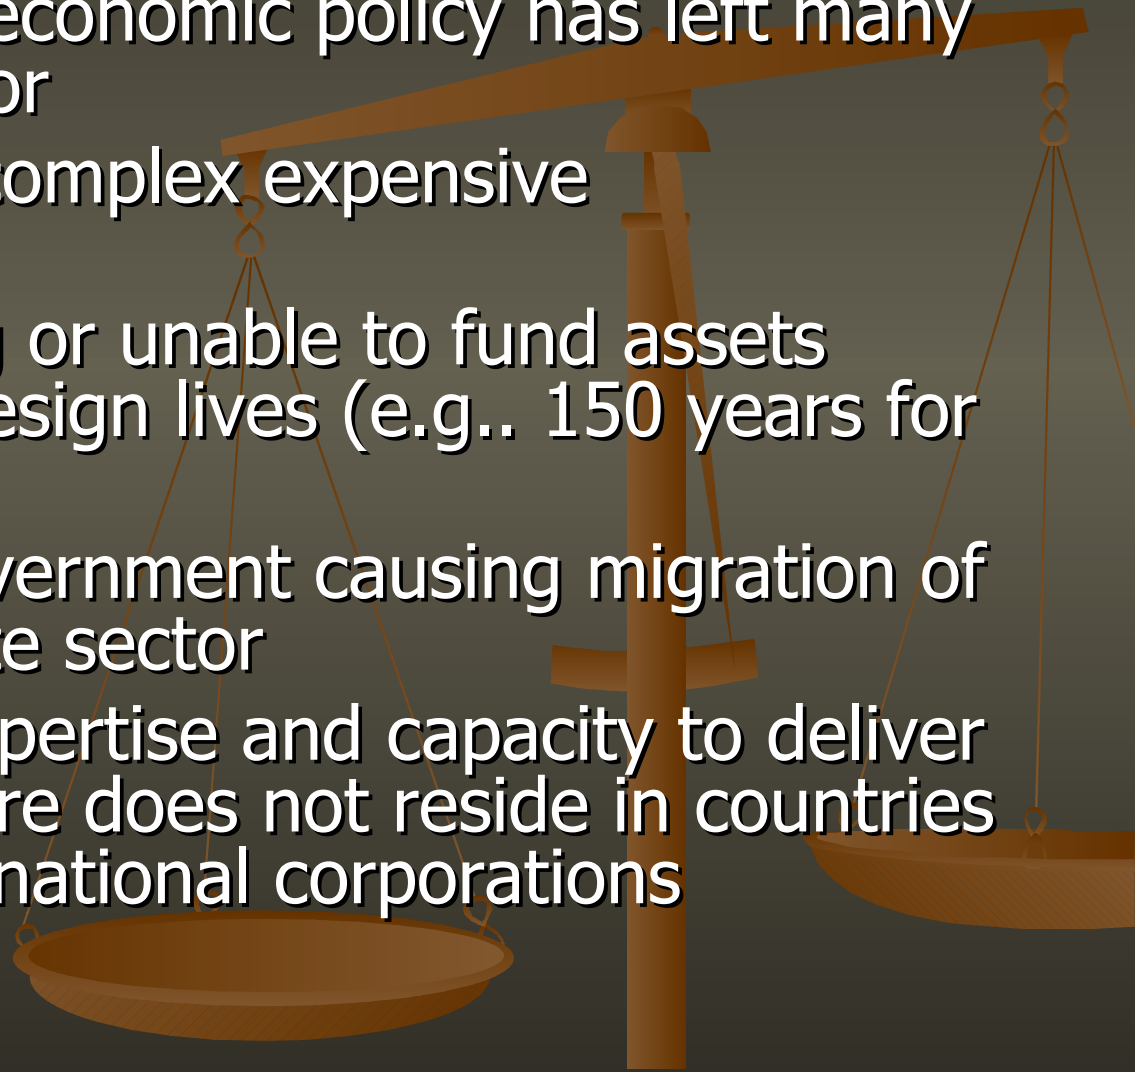 economic policy has left many
or
complex expensive
g or unable to fund assets
esign lives (e.g.. 150 years for
vernment causing migration of
te sector
pertise and capacity to deliver
re does not reside in countries
national corporations